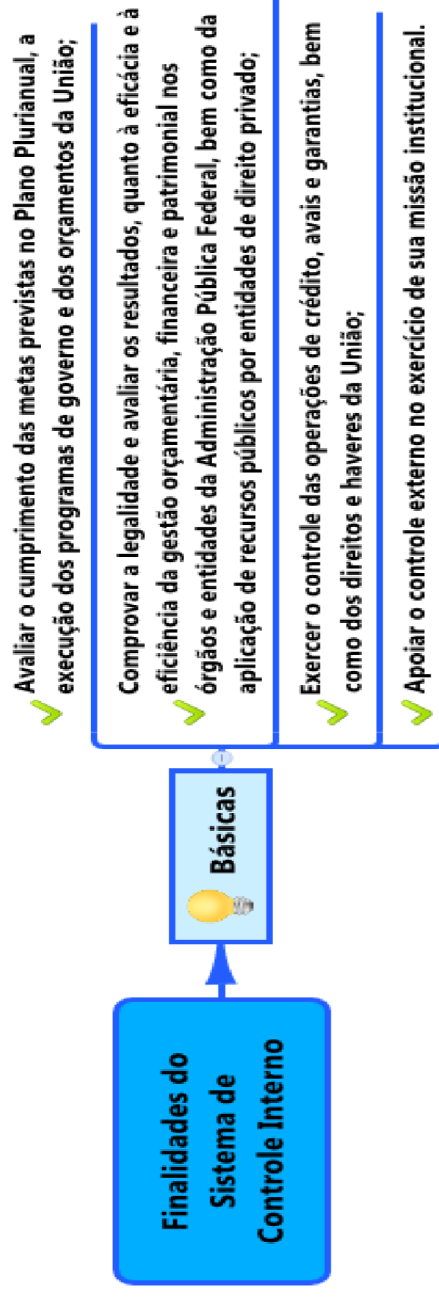 Finalidades do
Sistema de
Controle Interno
Básicas
Avaliar o cumprimento das metas previstas no Plano Plurianual, a
execução dos programas de governo e dos orçamentos da União;
Comprovar a legalidade e avaliar os resultados, quanto à eficácia e à
eficiência da gestão orçamentária, financeira e patrimonial nos
órgãos e entidades da Administração Pública Federal, bem como da
aplicação de recursos públicos por entidades de direito privado;
Exercer o controle das operações de crédito, avais e garantias, bem
como dos direitos e haveres da União;
Apoiar o controle externo no exercício de sua missão institucional.